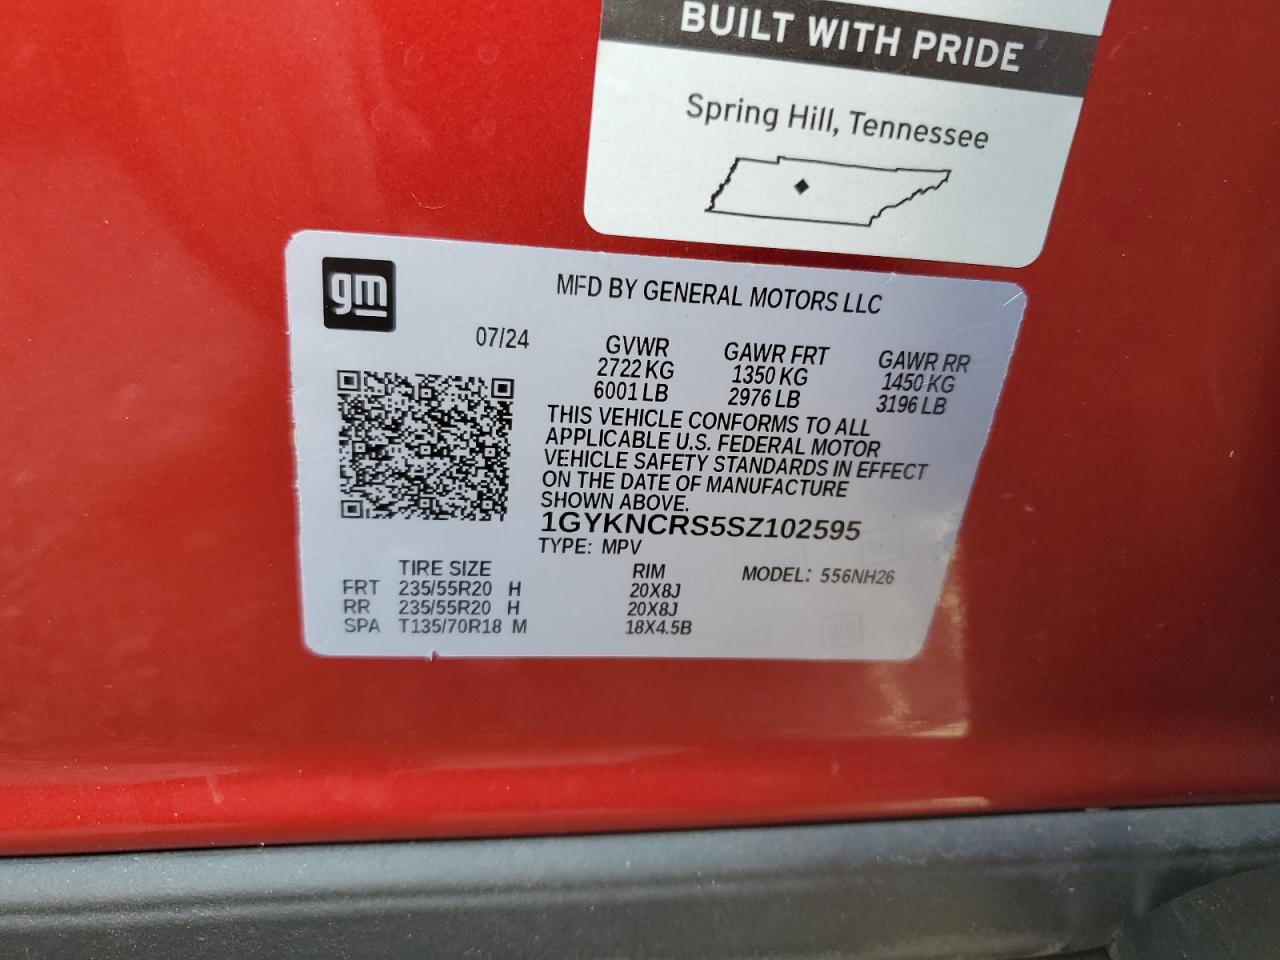 BUILT WITH PRIDE
Spring Hill, Tennessee
gm
MFD BY GENERAL MOTORS LLC
07/24 GVWR GAWR FRT GAWR RR
2722 KG 1350 KG 1450 KG
6001 LB 2976 LB 3196 LB
THIS VEHICLE CONFORMS TO ALL
APPLICABLE U.S. FEDERAL MOTOR
VEHICLE SAFETY STANDARDS IN EFFECT
ON THE DATE OF MANUFACTURE
SHOWN ABOVE.
1GYKNCRS5SZ102595
TYPE: MPV MODEL: 556NH26
TIRE SIZE RIM
FRT 235/55R20 H 20X8J
RR 235/55R20 H 20X8J
SPA T135/70R18 M 18X4.5B
gm